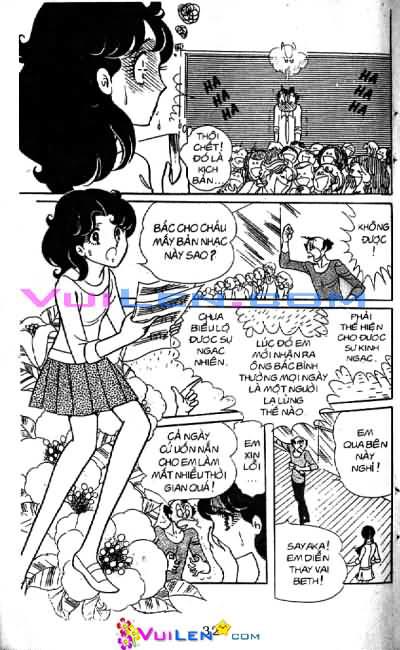 HA
HA
HA
HA
HA
HA
THÔI
CHẾT!
ĐÓ LÀ
KỊCH
BẢN...
BÁC CHO CHÁU
MẤY BẢN NHẠC
NÀY SAO?
KHÔNG
ĐƯỢC!
VuiLen.com
CHƯA
BIỂU LỘ
ĐƯỢC SỰ
NGẠC
NHIÊN.
LÚC ĐÓ EM
MỚI NHẬN RA
ÔNG BÁC BÌNH
THƯỜNG MỌI NGÀY
LÀ MỘT NGƯỜI
LẠ LÙNG
THẾ NÀO
PHẢI
THỂ HIỆN
CHO ĐƯỢC
SỰ KINH
NGẠC.
CẢ NGÀY
CỨ UỐN NẮN
CHO EM LÀM
MẤT NHIỀU THỜI
GIAN QUÁ!
EM
XIN
LỖI
...
EM
QUA BÊN
NÀY
NGHỈ!
SAYAKA!
EM DIỄN
THAY VAI
BETH!
32
VuiLen.com